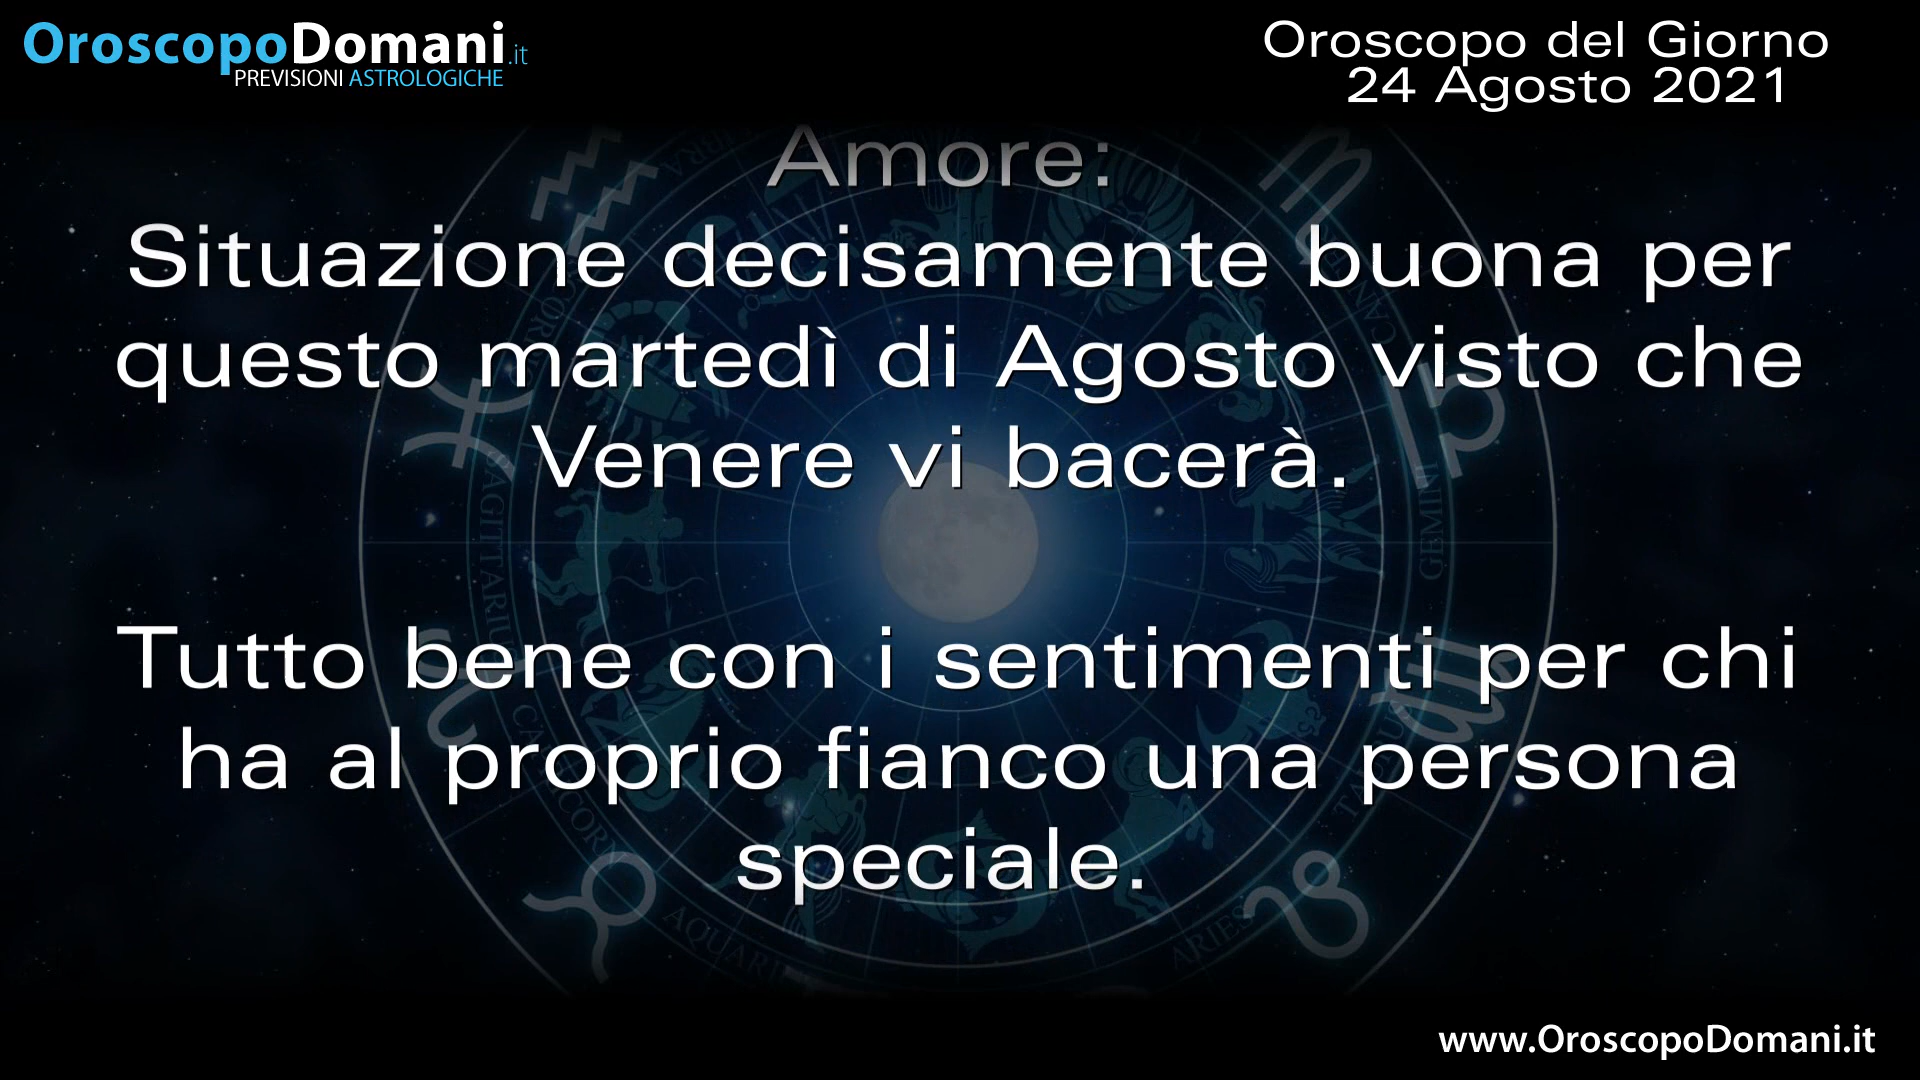 OroscopoDomani.it
PREVISIONI ASTROLOGICHE
Oroscopo del Giorno
24 Agosto 2021
Amore:
Situazione decisamente buona per
questo martedì di Agosto visto che
Venere vi bacerà.
Tutto bene con i sentimenti per chi
ha al proprio fianco una persona
speciale.
GEMINI
ARIES
www.OroscopoDomani.it